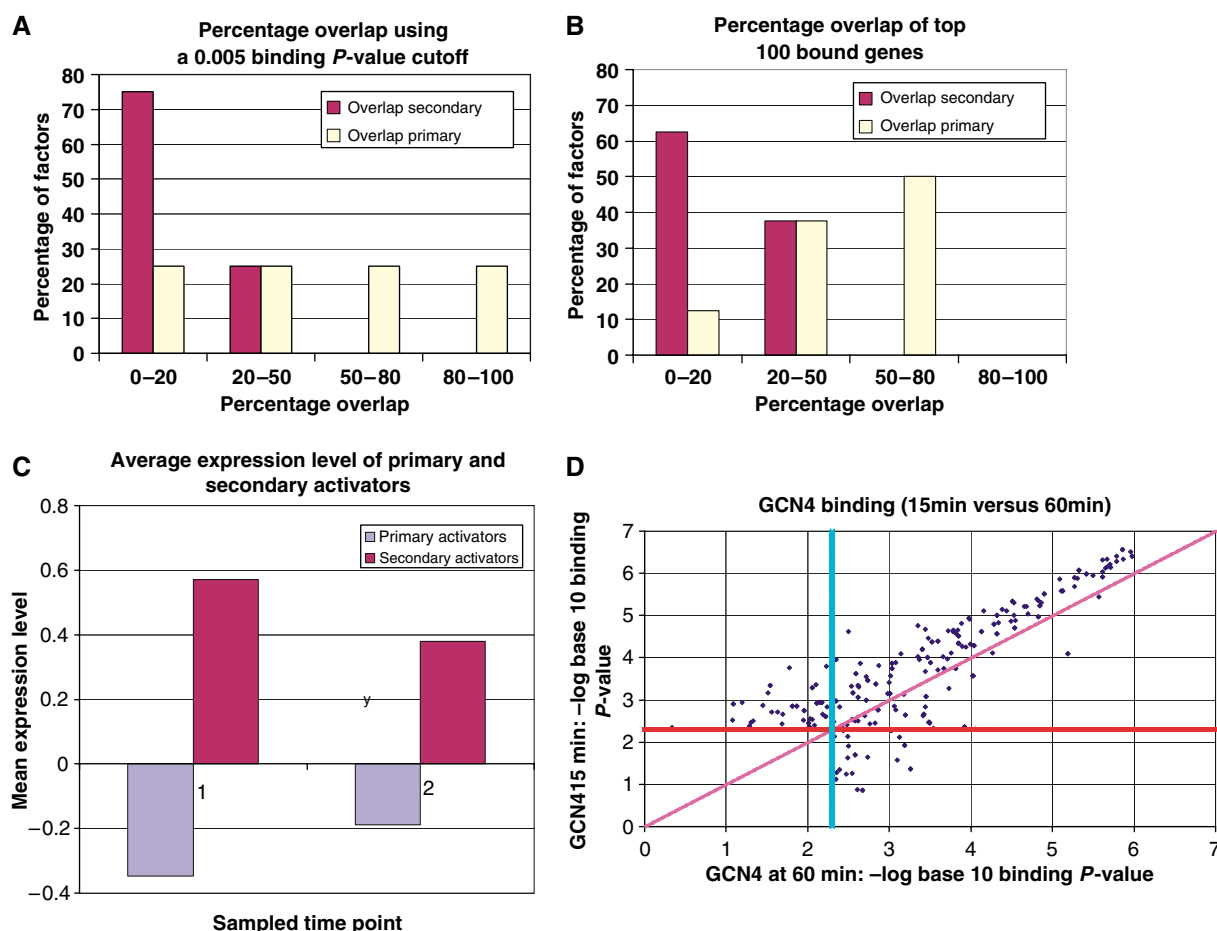 A
Percentage overlap using
a 0.005 binding P-value cutoff
80
70
60
50
40
30
20
10
0
Percentage of factors
Overlap secondary
Overlap primary
0–20 20–50 50–80 80–100
Percentage overlap
B
Percentage overlap of top
100 bound genes
80
70
60
50
40
30
20
10
0
Percentage of factors
Overlap secondary
Overlap primary
0–20 20–50 50–80 80–100
Percentage overlap
C
Average expression level of primary and
secondary activators
0.8
0.6
0.4
0.2
0
−0.2
−0.4
Mean expression level
Primary activators
Secondary activators
y
1 2
Sampled time point
D
GCN4 binding (15min versus 60min)
GCN415 min: –log base 10 binding
P-value
7
6
5
4
3
2
1
0
0 1 2 3 4 5 6 7
GCN4 at 60 min: –log base 10 binding P-value